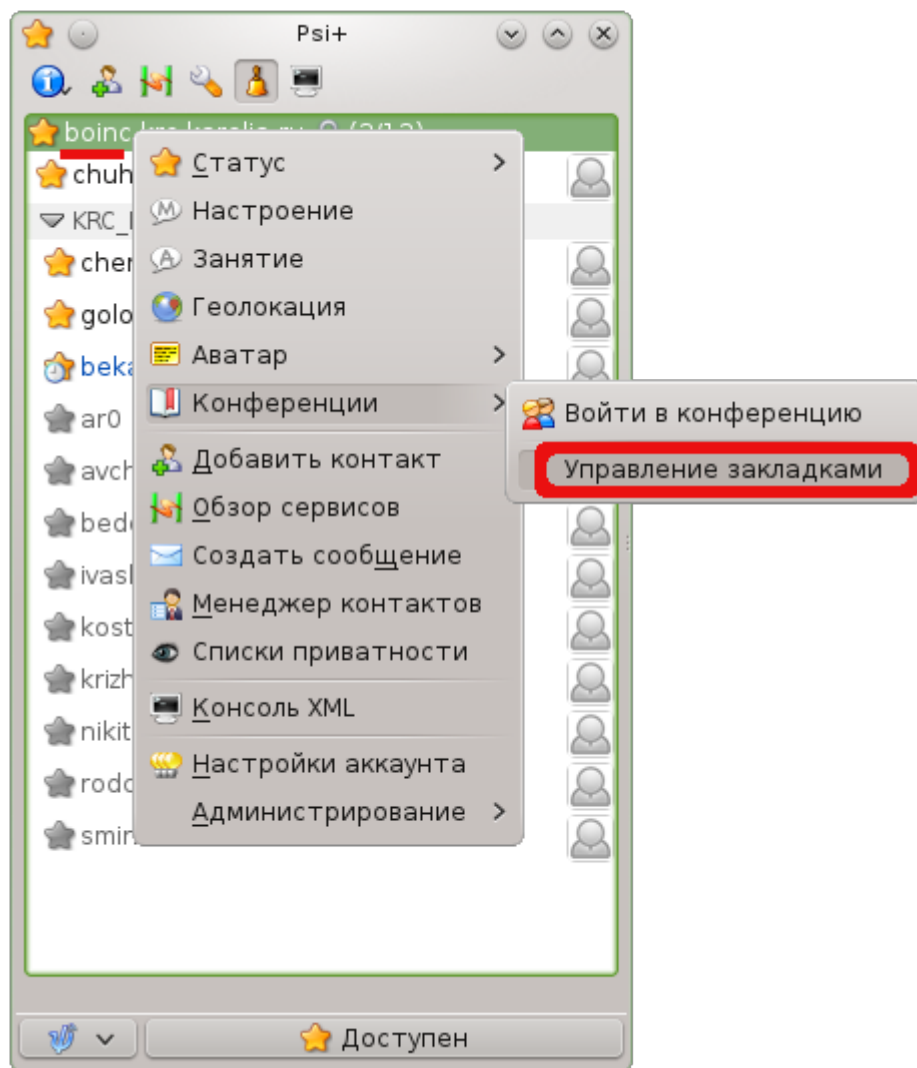 Psi+
boinc
chuh
Статус
Настроение
KRC_
Занятие
cher
Геолокация
golo
Аватар
beka
Конференции
Войти в конференцию
ar0
Управление закладками
Добавить контакт
avch
Обзор сервисов
bede
Создать сообщение
ivasl
Менеджер контактов
kost
Списки приватности
krizh
Консоль XML
nikit
Настройки аккаунта
rodo
Администрирование
smir
Доступен